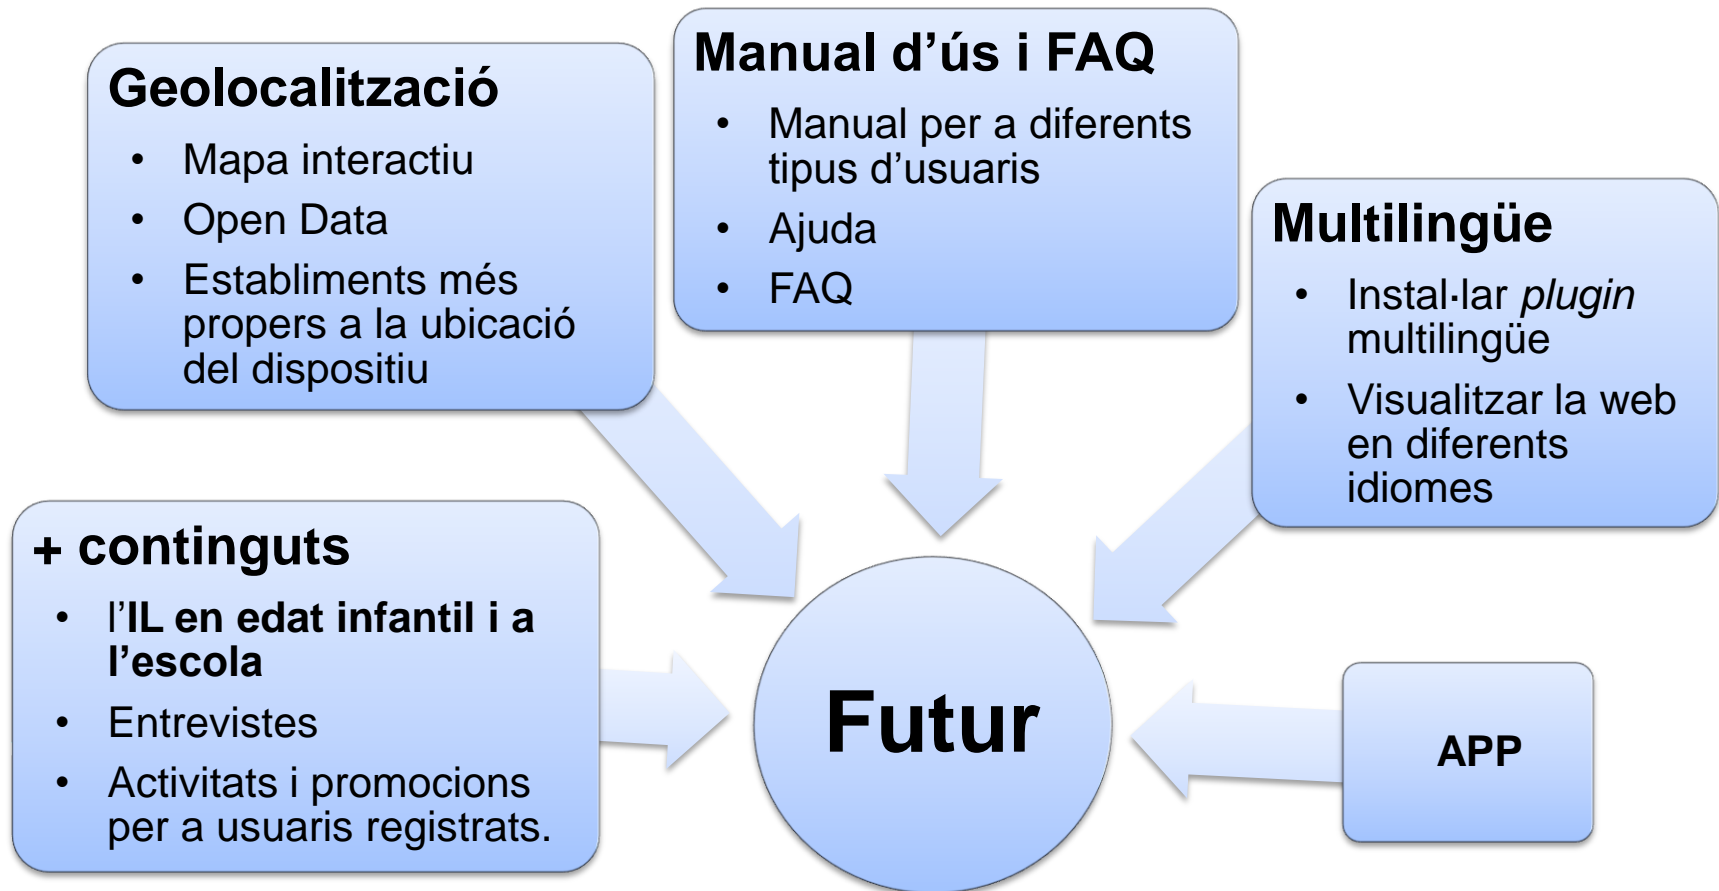 Geolocalització
• Mapa interactiu
• Open Data
• Establiments més
propers a la ubicació
del dispositiu
Manual d’ús i FAQ
• Manual per a diferents
tipus d’usuaris
• Ajuda
• FAQ
Multilingüe
• Instal·lar plugin
multilingüe
• Visualitzar la web
en diferents
idiomes
+ continguts
• l’IL en edat infantil i a
l’escola
• Entrevistes
• Activitats i promocions
per a usuaris registrats.
Futur
APP